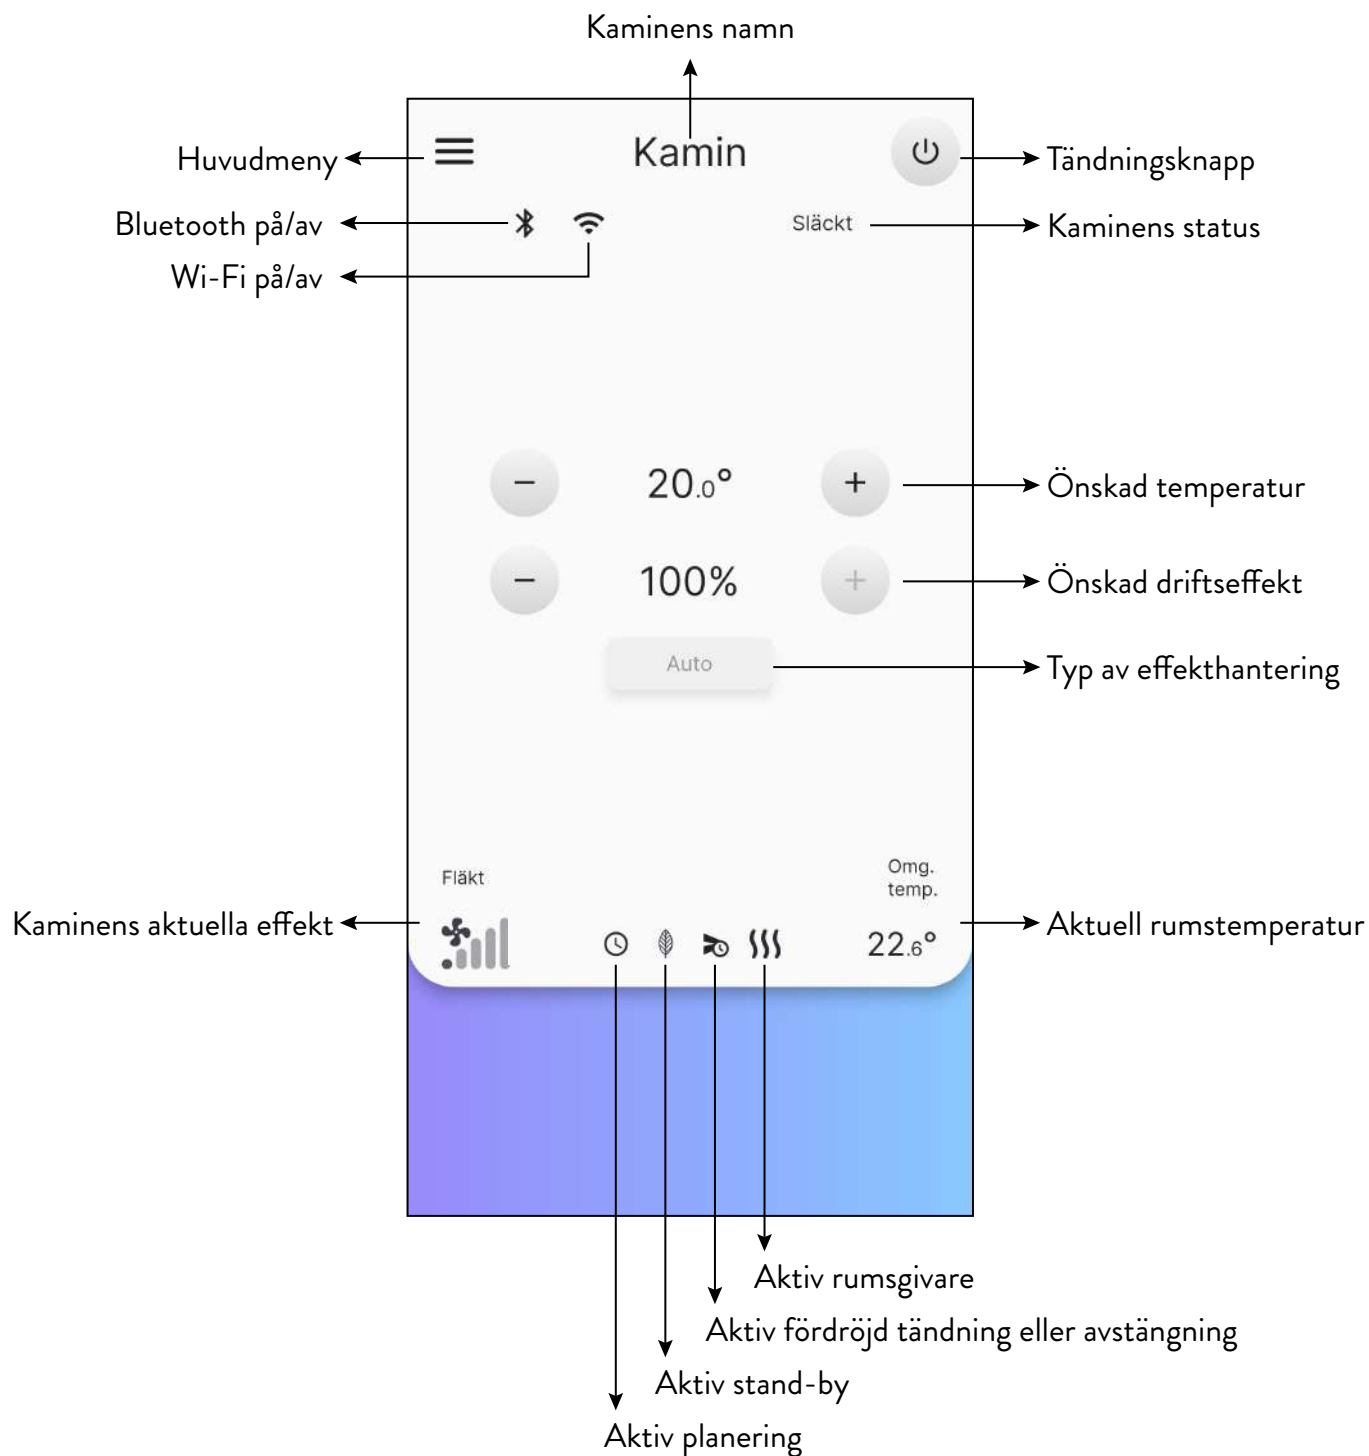 Kaminens namn
Huvudmeny
Kamin
Tändningsknapp
Bluetooth på/av
Släckt
Kaminens status
Wi-Fi på/av
− 20.0° +
Önskad temperatur
− 100% +
Önskad driftseffekt
Auto
Typ av effekthantering
Fläkt
Omg.
temp.
Kaminens aktuella effekt
22.6°
Aktuell rumstemperatur
Aktiv rumsgivare
Aktiv fördröjd tändning eller avstängning
Aktiv stand-by
Aktiv planering